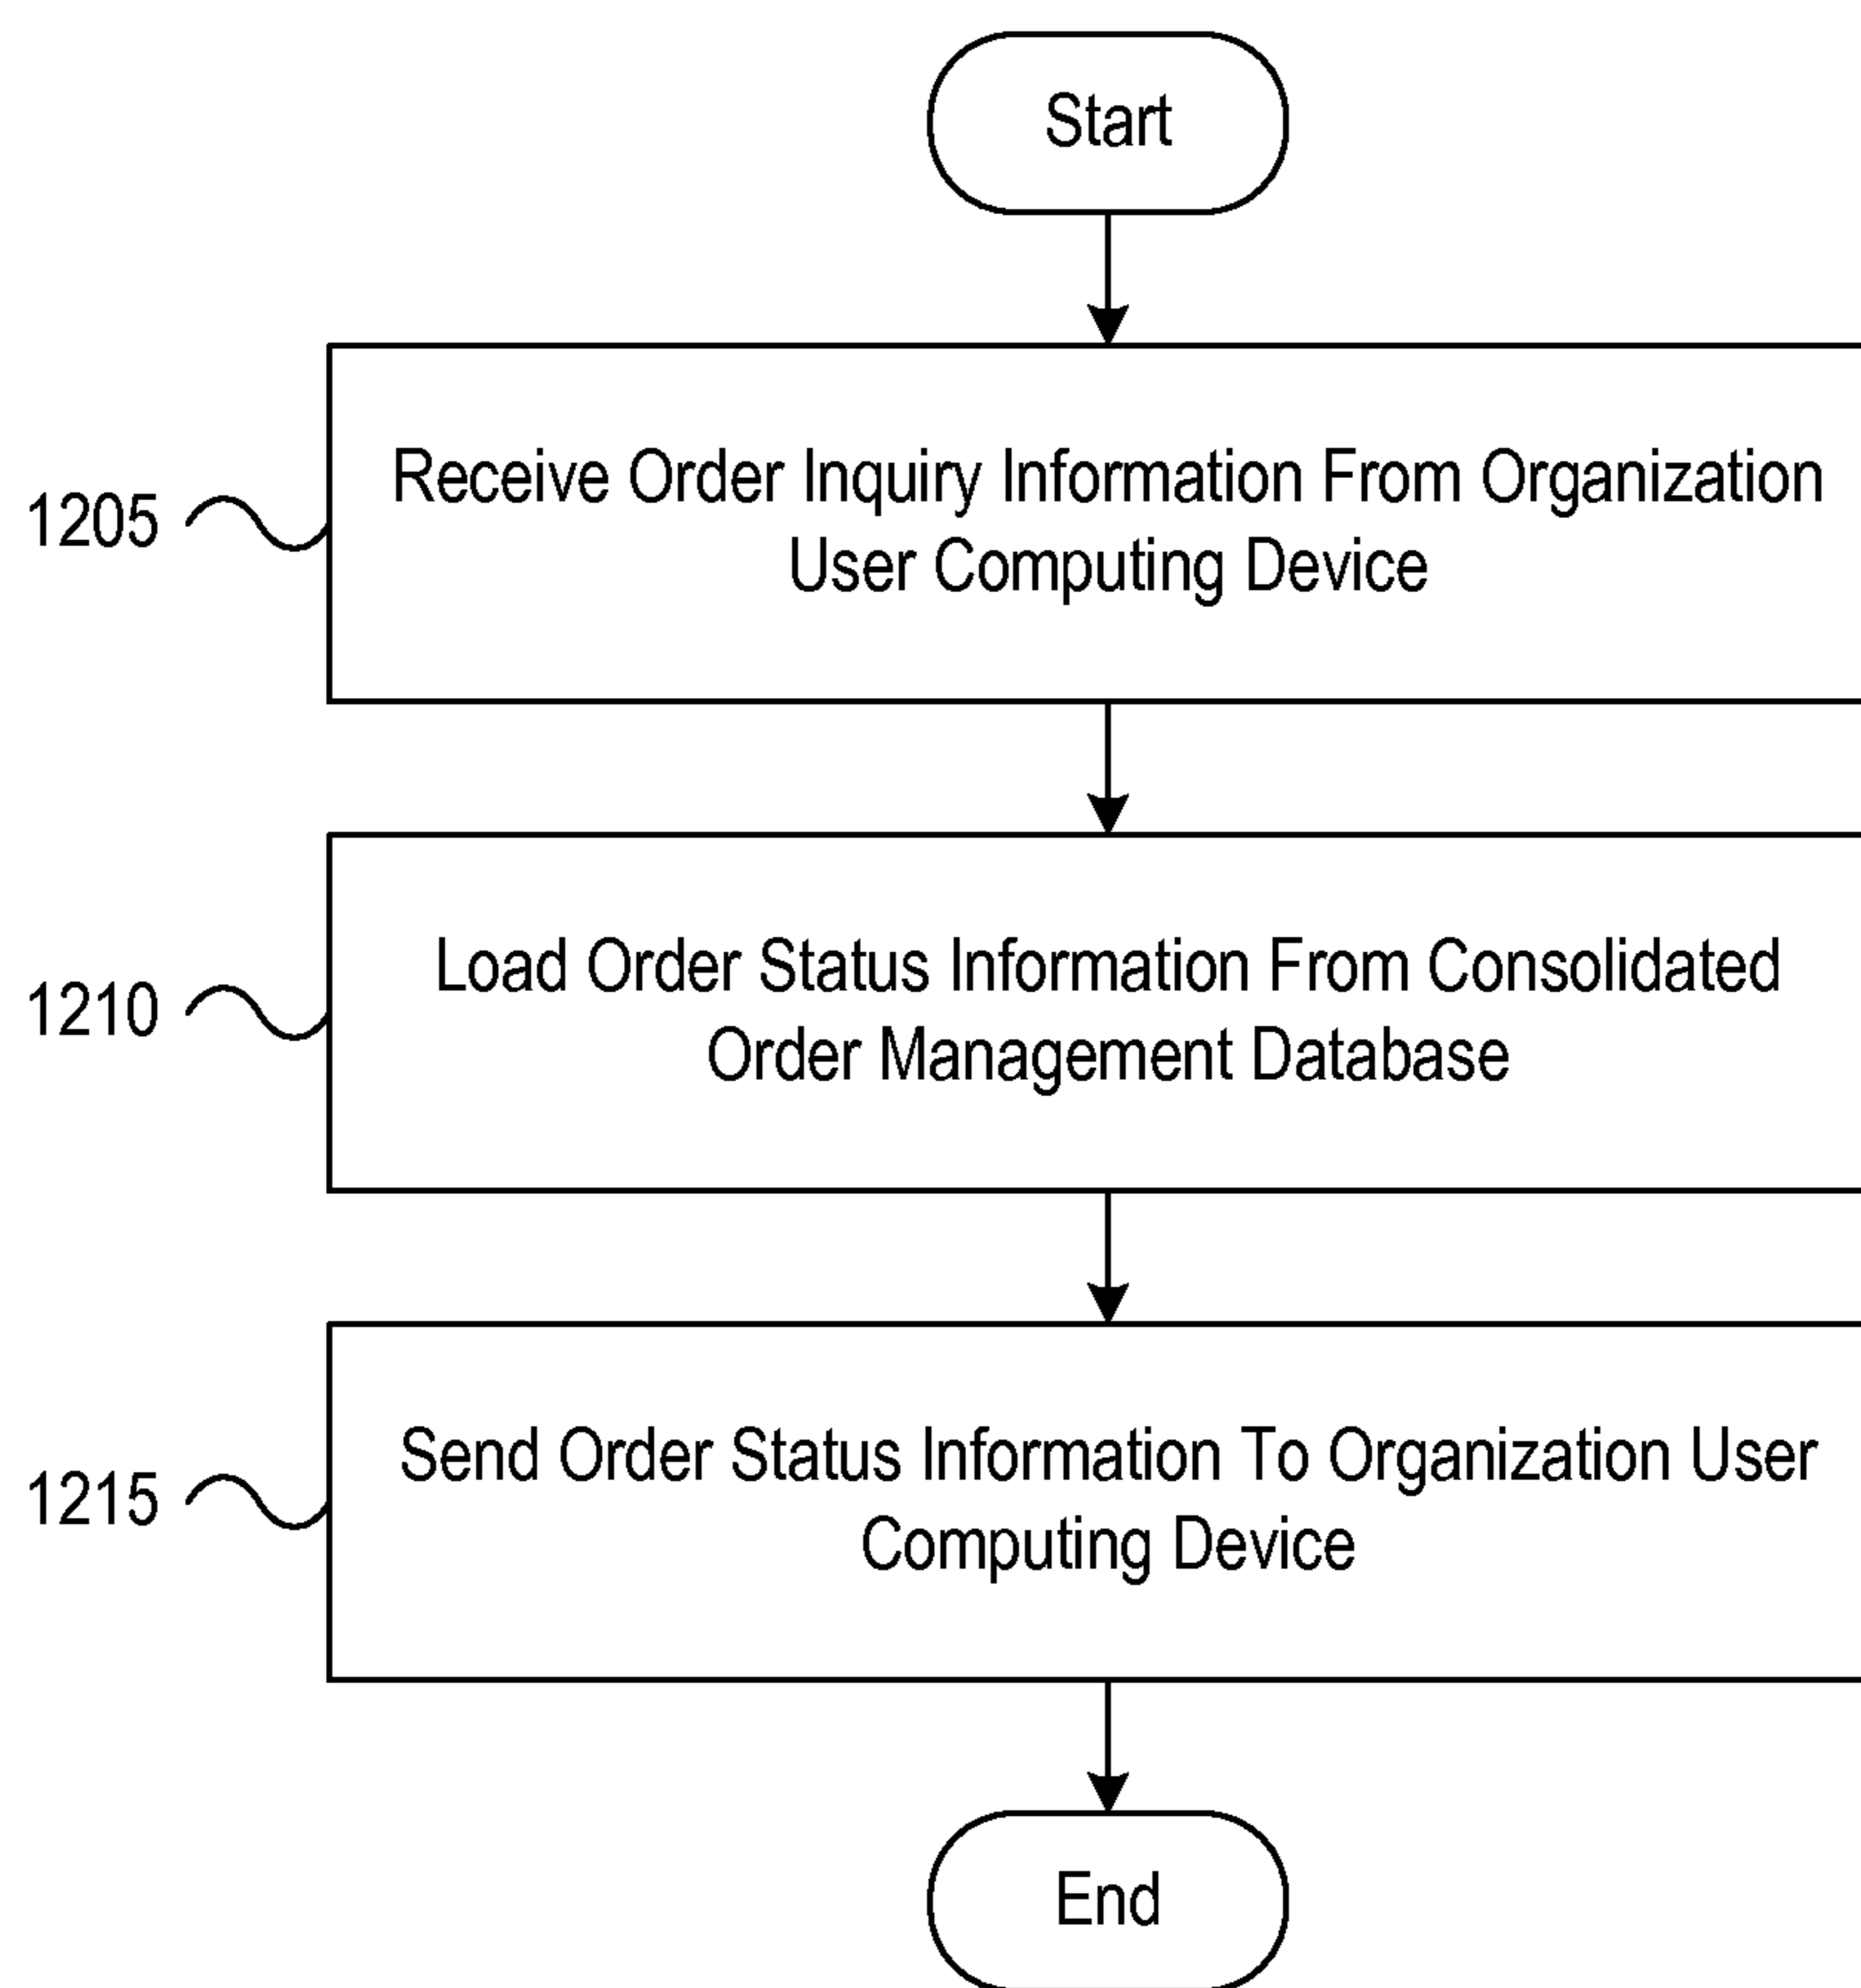 Start
Receive Order Inquiry Information From Organization
User Computing Device
1205
Load Order Status Information From Consolidated
Order Management Database
1210
Send Order Status Information To Organization User
Computing Device
1215
End